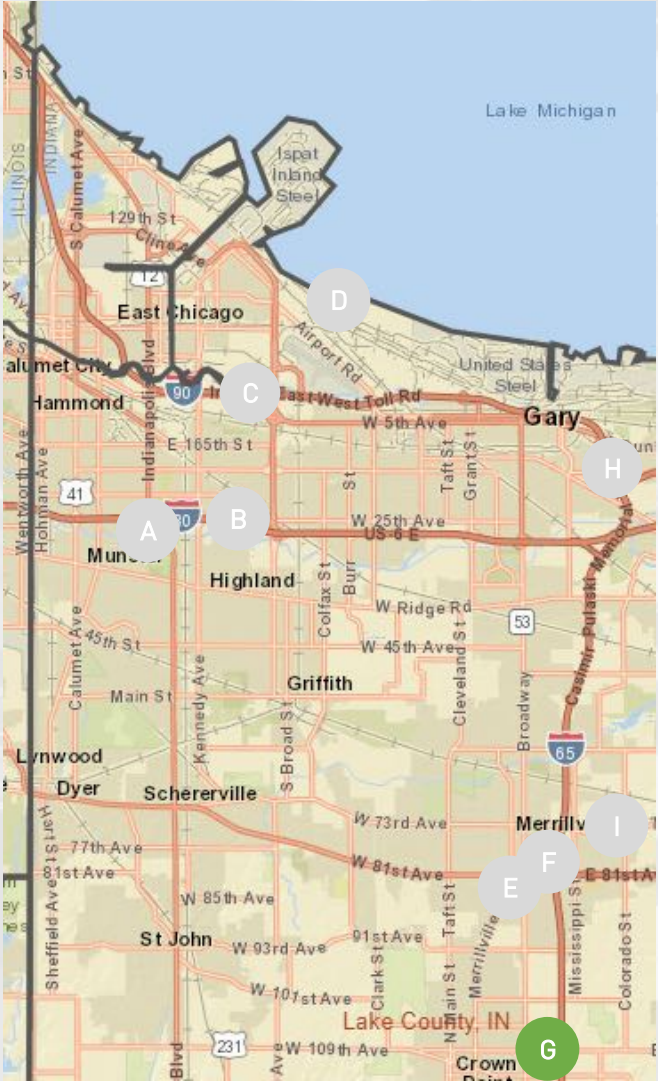 n St
Lake Michigan
ILLINOIS
INDIANA
S Calumet Ave
Ispat
Inland
Steel
129th St
Cline Ave
12
D
East Chicago
Airport Rd
Indianapolis Blvd
alumet City
United States
Steel
90
C
East West Toll Rd
Hammond
W 5th Ave
Gary
E 165th St
Taft St
Grant St
H
Wentworth Ave
Hohman Ave
41
St
A
80
B
W 25th Ave
US 6 E
Highland
Colfax St
Burr
W Ridge Rd
53
Casimir Pulaski Memorial
45th St
W 45th Ave
Calumet Ave
Cleveland St
Griffith
Main St
Kennedy Ave
S Broad St
Broadway
65
Lynwood
Dyer
Schererville
W 73rd Ave
Merrillv
I
Hart St
77th Ave
81st Ave
W 81st Ave
F
E
E 81st Av
W 85th Ave
Taft St
Merrillville
Mississippi St
Colorado St
Sheffield Ave
St John
W 93rd Ave
91st Ave
Clark St
N Main St
W 101st Ave
Lake County, IN
231
W 109th Ave
G
Blvd
Ave
Crown
Point